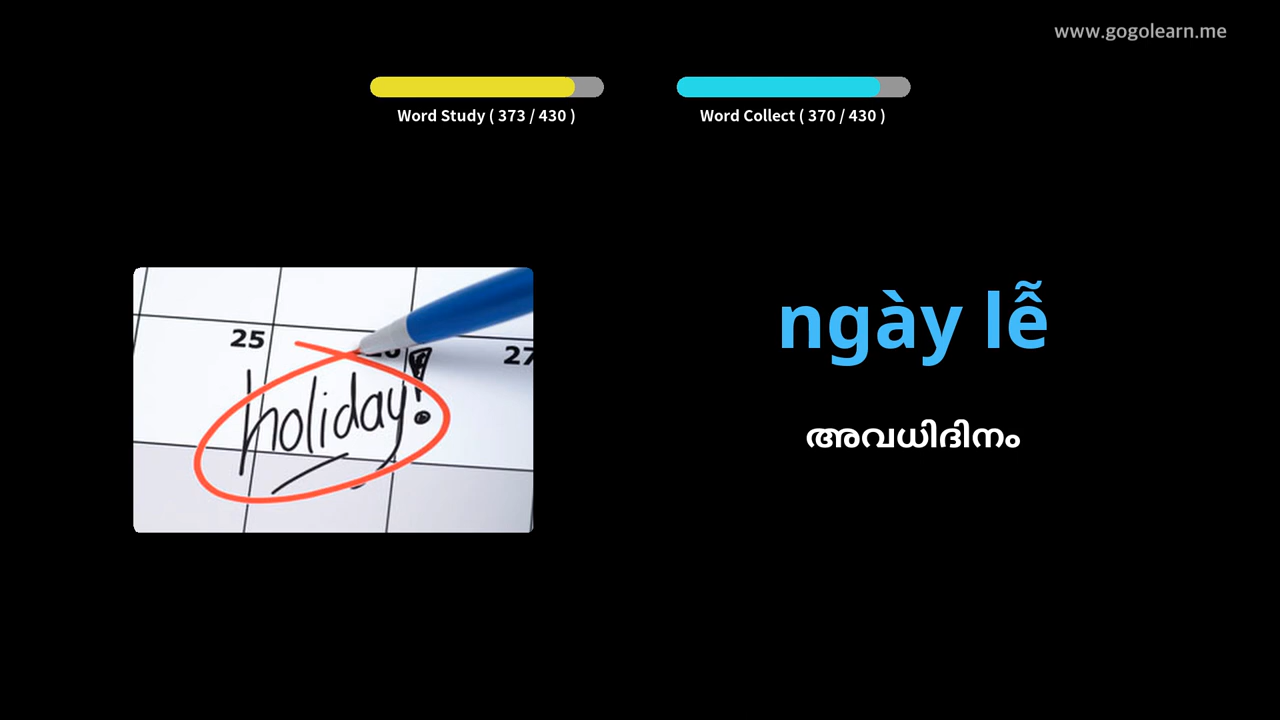 www.gogolearn.me
Word Study ( 373 / 430 )
Word Collect ( 370 / 430 )
25
27
holiday!
ngày lễ
അവധിദിനം